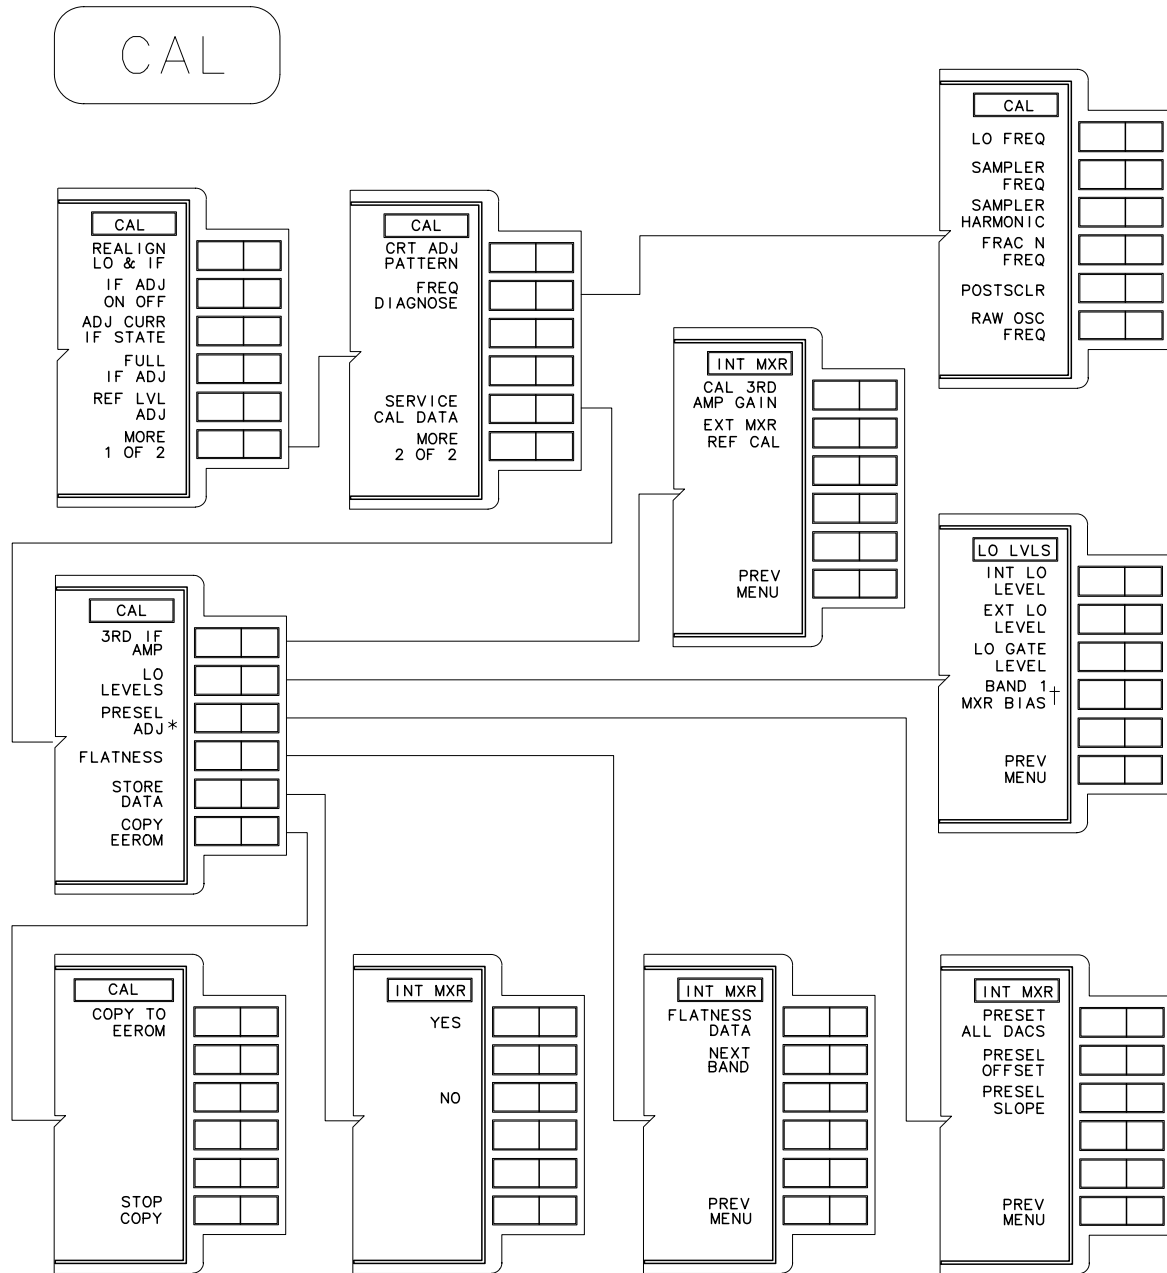 CAL
CAL
REALIGN
LO & IF
IF ADJ
ON OFF
ADJ CURR
IF STATE
FULL
IF ADJ
REF LVL
ADJ
MORE
1 OF 2
CAL
CRT ADJ
PATTERN
FREQ
DIAGNOSE
SERVICE
CAL DATA
MORE
2 OF 2
CAL
LO FREQ
SAMPLER
FREQ
SAMPLER
HARMONIC
FRAC N
FREQ
POSTSCLR
RAW OSC
FREQ
INT MXR
CAL 3RD
AMP GAIN
EXT MXR
REF CAL
PREV
MENU
CAL
3RD IF
AMP
LO
LEVELS
PRESEL
ADJ*
FLATNESS
STORE
DATA
COPY
EEROM
LO LVLS
INT LO
LEVEL
EXT LO
LEVEL
LO GATE
LEVEL
BAND 1
MXR BIAS†
PREV
MENU
CAL
COPY TO
EEROM
STOP
COPY
INT MXR
YES
NO
INT MXR
FLATNESS
DATA
NEXT
BAND
PREV
MENU
INT MXR
PRESET
ALL DACS
PRESEL
OFFSET
PRESEL
SLOPE
PREV
MENU